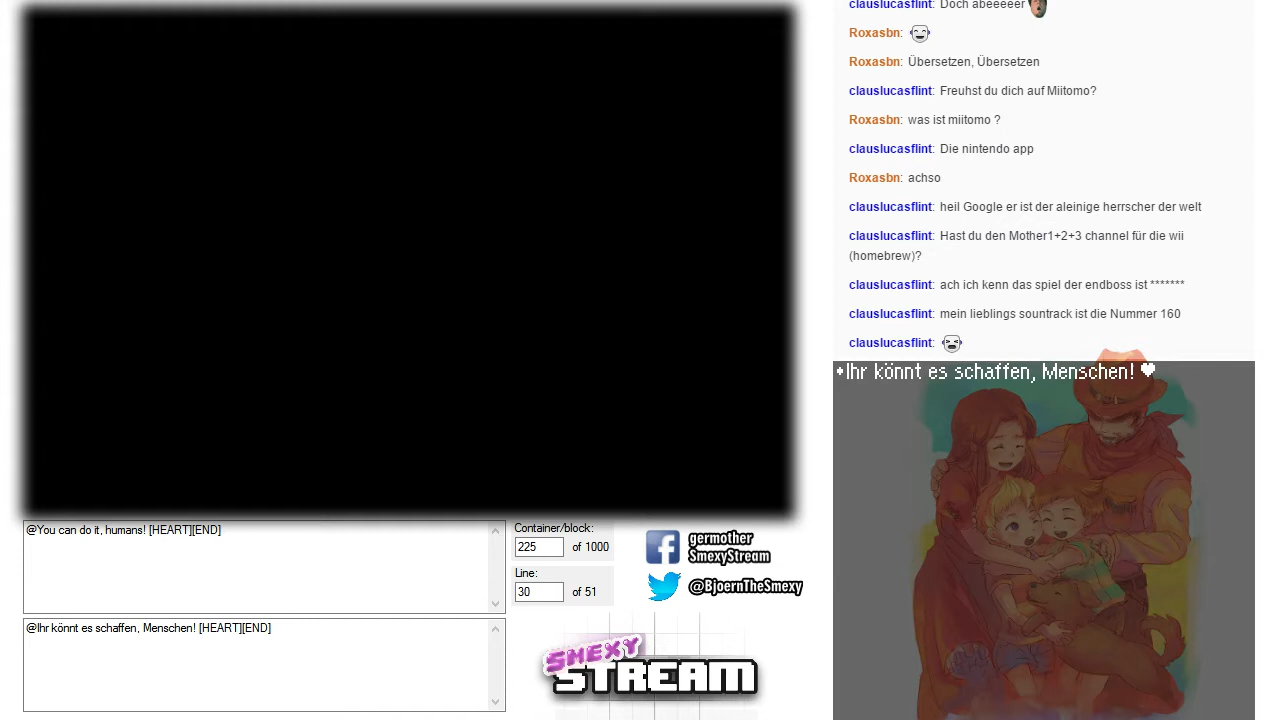 clauslucasflint: Doch abeeeeer
Roxasbn:
Roxasbn: Übersetzen, Übersetzen
clauslucasflint: Freuhst du dich auf Miitomo?
Roxasbn: was ist miitomo ?
clauslucasflint: Die nintendo app
Roxasbn: achso
clauslucasflint: heil Google er ist der aleinige herrscher der welt
clauslucasflint: Hast du den Mother1+2+3 channel für die wii
(homebrew)?
clauslucasflint: ach ich kenn das spiel der endboss ist *******
clauslucasflint: mein lieblings sountrack ist die Nummer 160
clauslucasflint:
•Ihr könnt es schaffen, Menschen! ♥
@You can do it, humans! [HEART][END]
@Ihr könnt es schaffen, Menschen! [HEART][END]
Container/block:
225 of 1000
Line:
30 of 51
germother
SmexyStream
@BjoernTheSmexy
SMEXY
STREAM